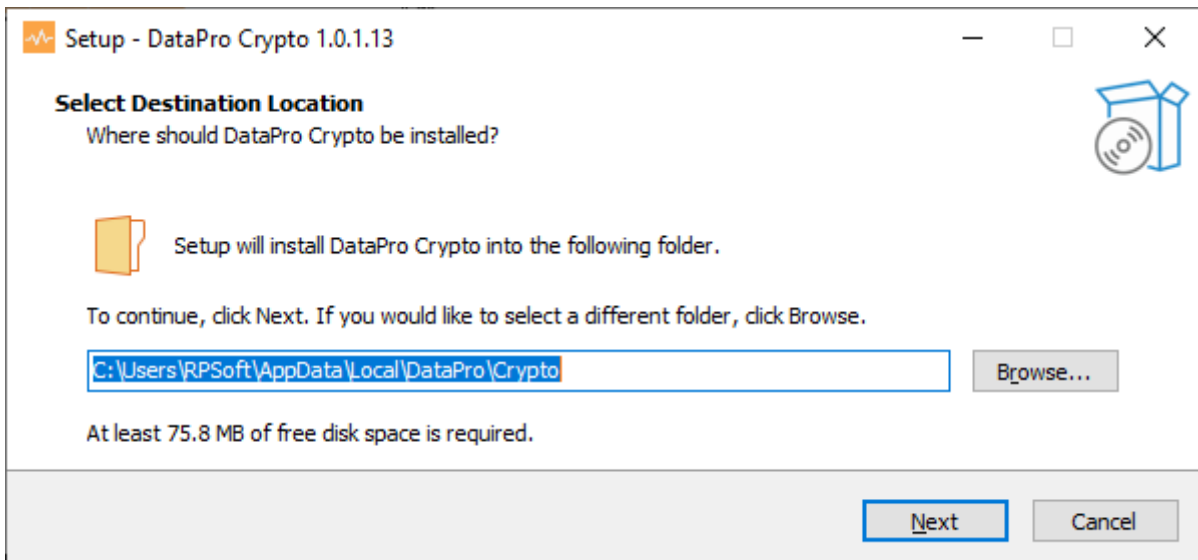 Setup - DataPro Crypto 1.0.1.13
Select Destination Location
Where should DataPro Crypto be installed?
Setup will install DataPro Crypto into the following folder.
To continue, click Next. If you would like to select a different folder, click Browse.
C:\Users\RPSoft\AppData\Local\DataPro\Crypto
Browse...
At least 75.8 MB of free disk space is required.
Next
Cancel